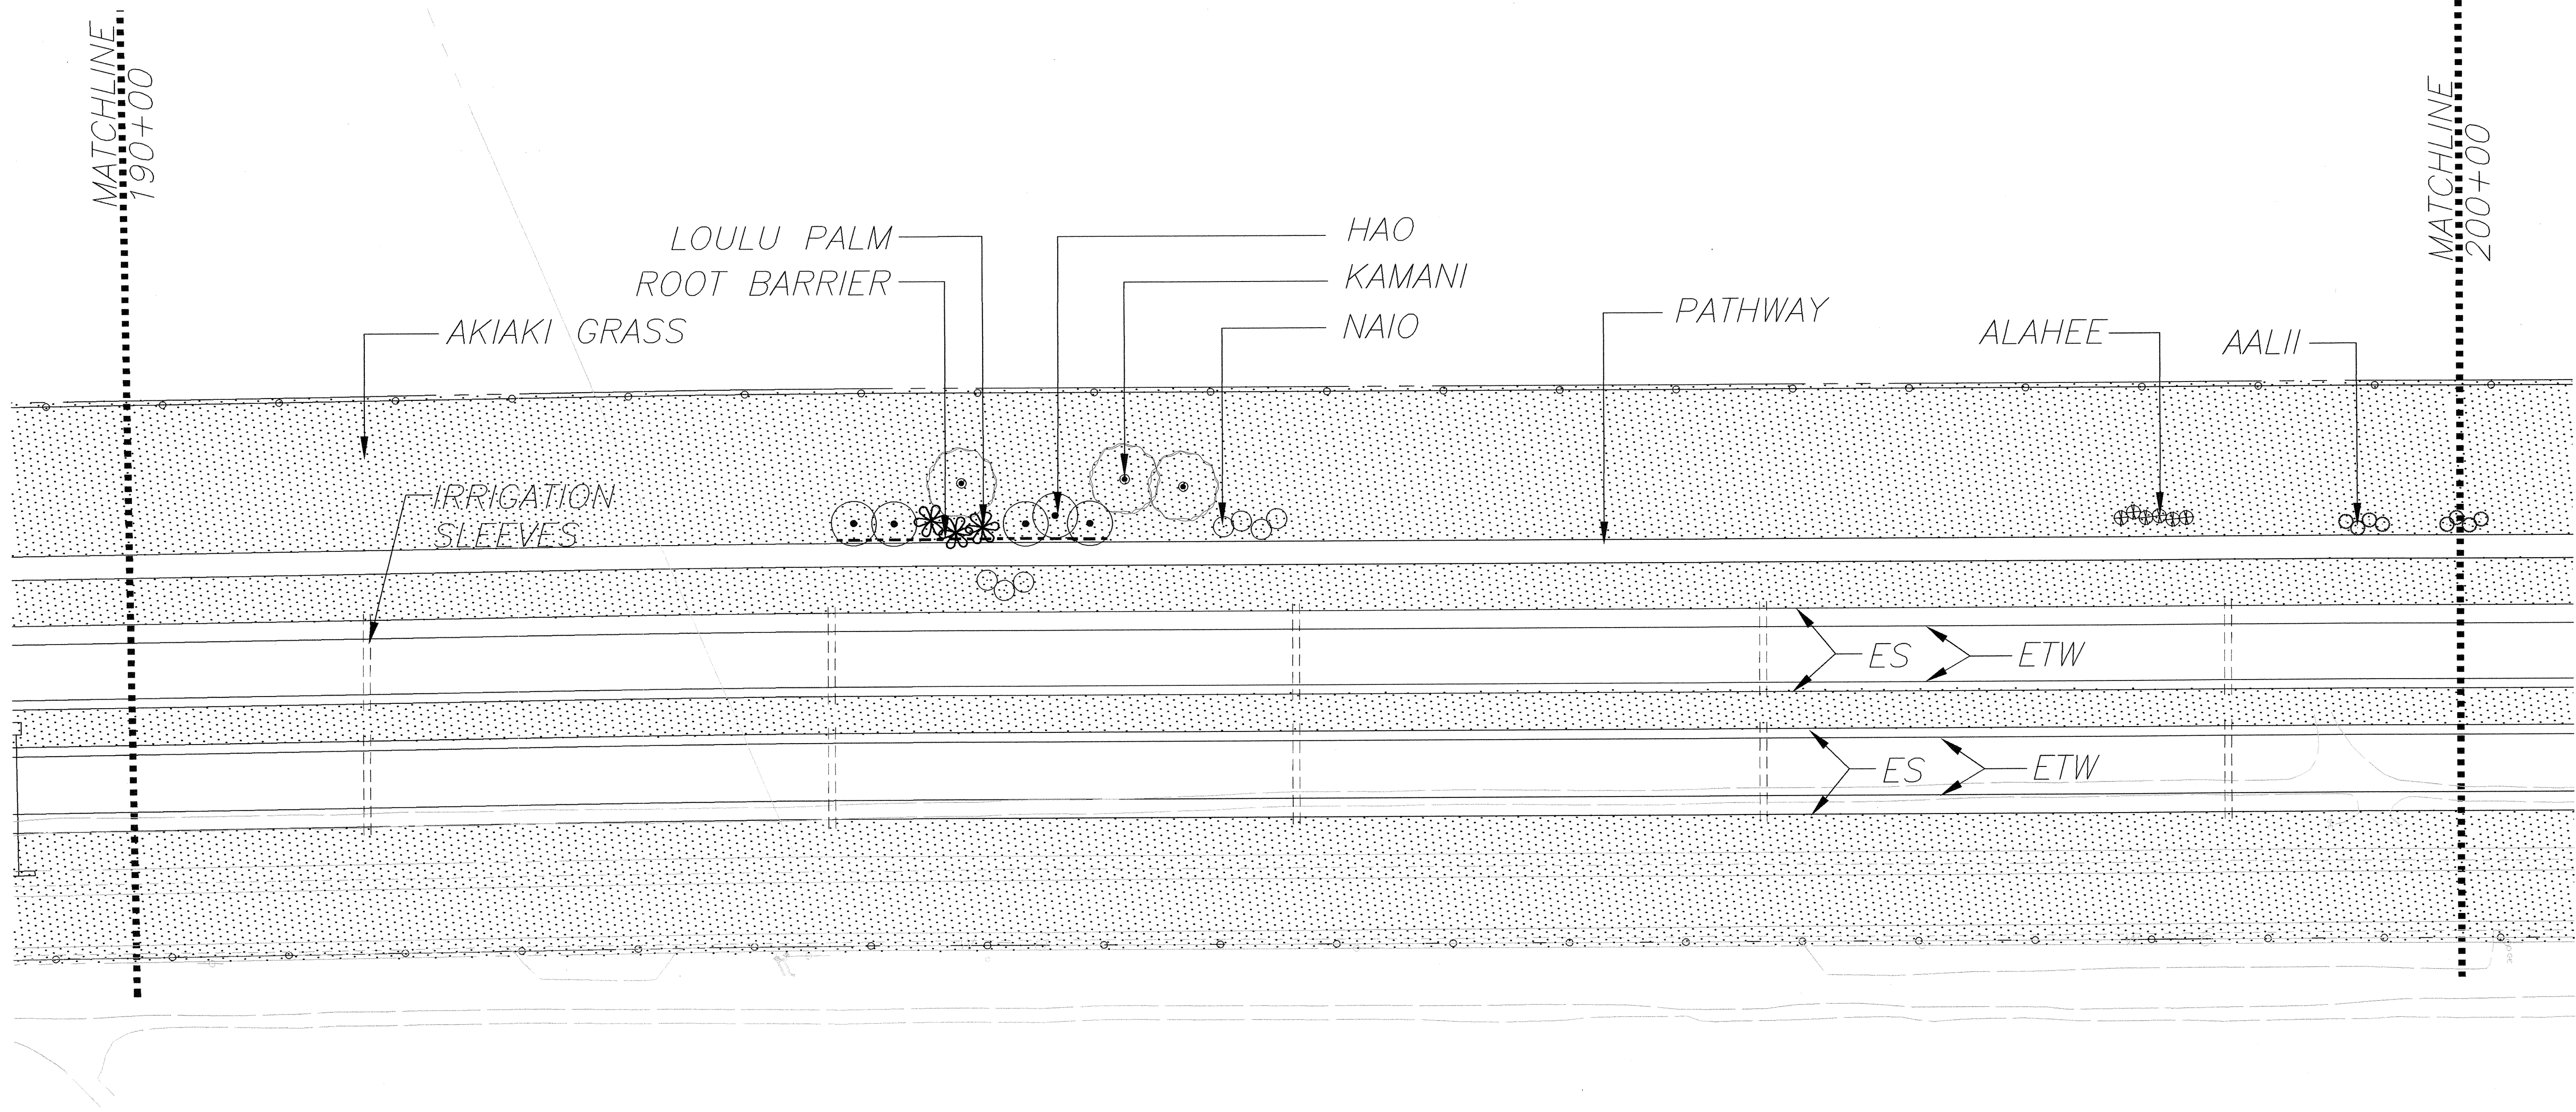 MATCHLINE
190+00
MATCHLINE
200+00
LOULU PALM
HAO
ROOT BARRIER
KAMANI
AKIAKI GRASS
NAIO
PATHWAY
ALAHEE
AALII
IRRIGATION
SLEEVES
ES
ETW
ES
ETW